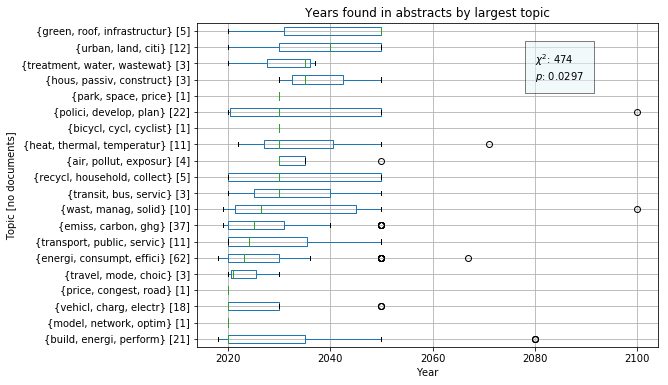 Years found in abstracts by largest topic
{green, roof, infrastructur} [5]
{urban, land, citi} [12]
{treatment, water, wastewat} [3]
{hous, passiv, construct} [3]
{park, space, price} [1]
{polici, develop, plan} [22]
{bicycl, cycl, cyclist} [1]
{heat, thermal, temperatur} [11]
{air, pollut, exposur} [4]
{recycl, household, collect} [5]
{transit, bus, servic} [3]
{wast, manag, solid} [10]
{emiss, carbon, ghg} [37]
{transport, public, servic} [11]
{energi, consumpt, effici} [62]
{travel, mode, choic} [3]
{price, congest, road} [1]
{vehicl, charg, electr} [18]
{model, network, optim} [1]
{build, energi, perform} [21]
Topic [no documents]
χ²: 474
p: 0.0297
2020 2040 2060 2080 2100
Year